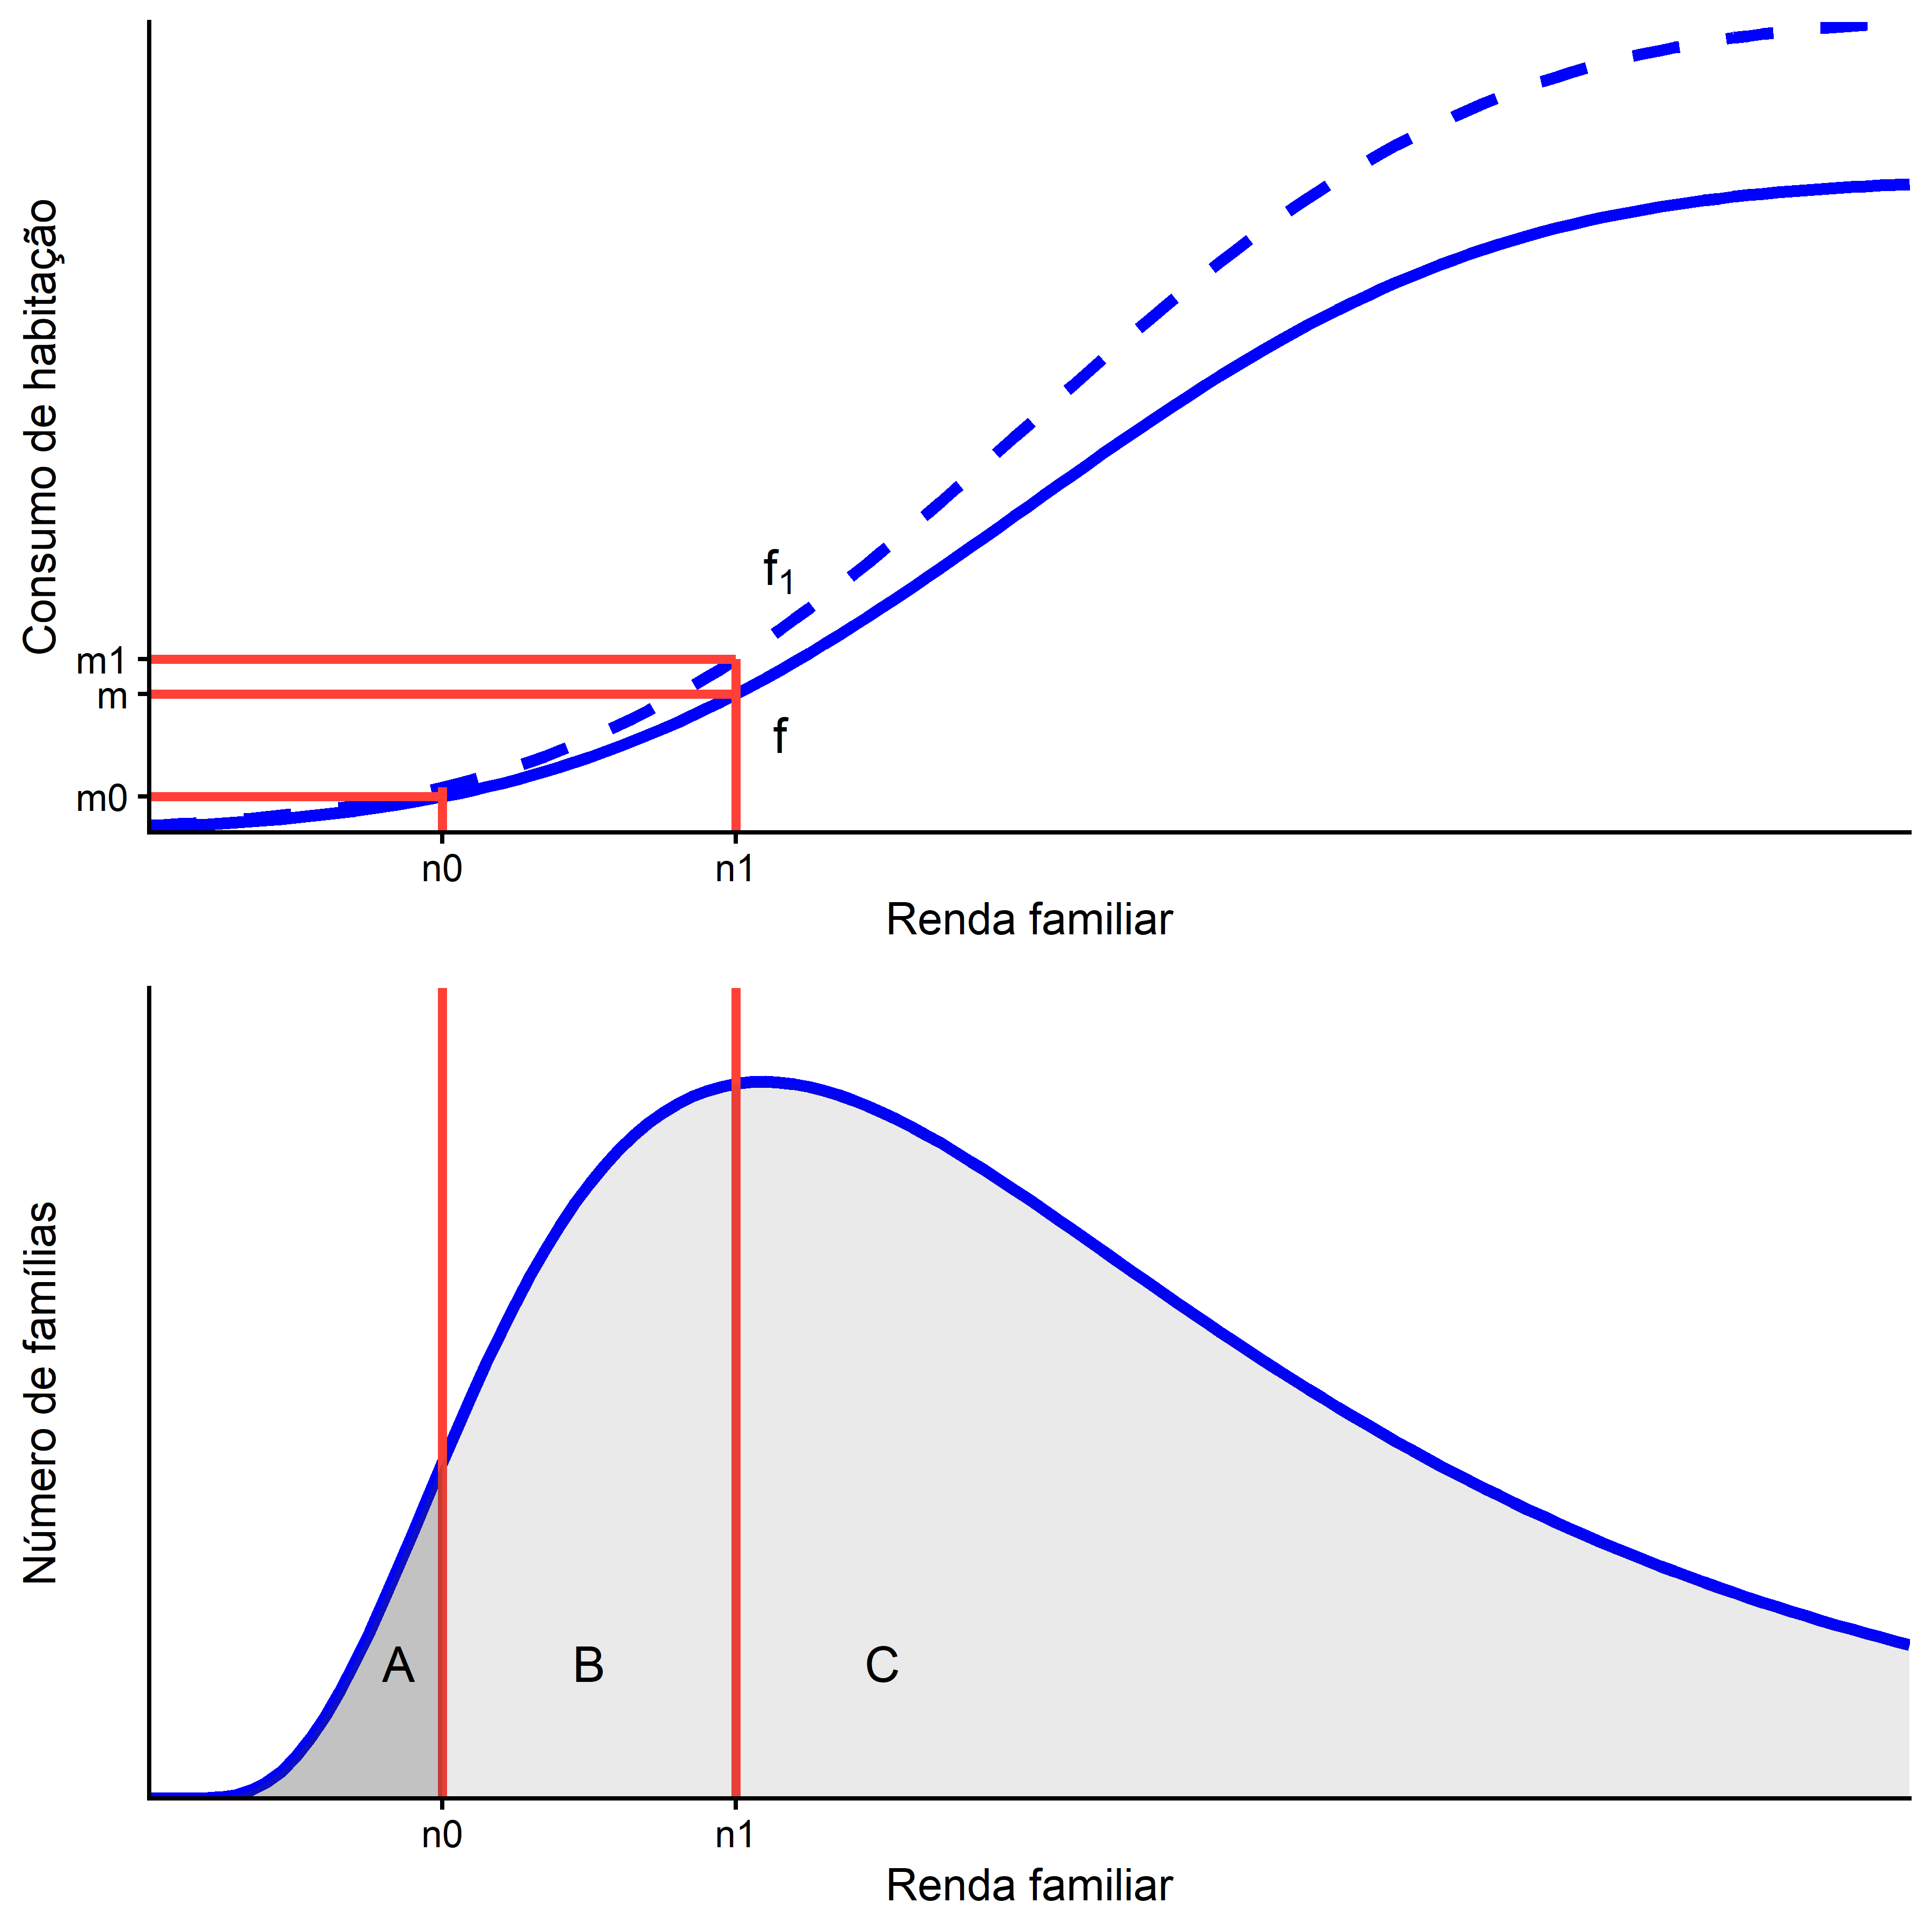 Consumo de habitação
f1
m1
m
f
m0
n0 n1
Renda familiar
Número de famílias
A B C
n0 n1
Renda familiar